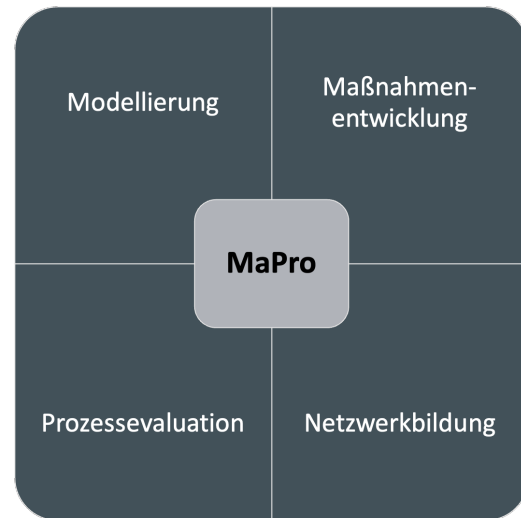 Modellierung
Maßnahmen-
entwicklung
MaPro
Prozessevaluation
Netzwerkbildung